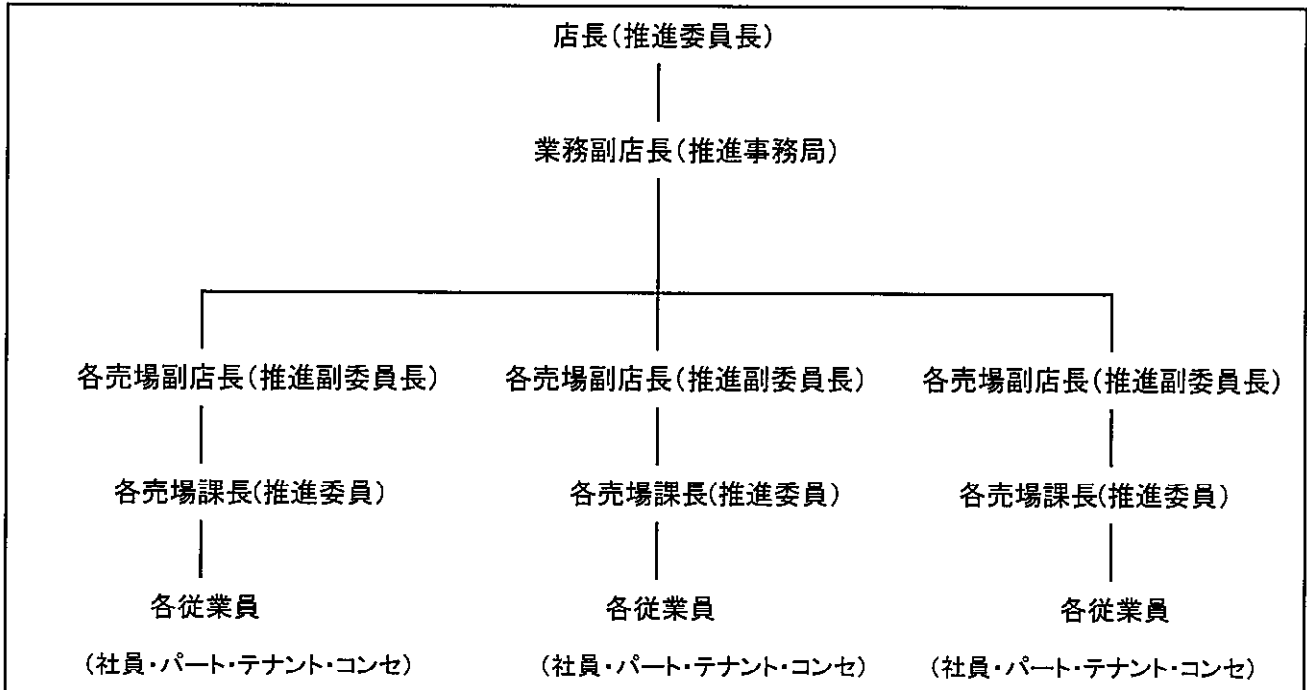 店長(推進委員長)
業務副店長(推進事務局)
各売場副店長(推進副委員長) 各売場副店長(推進副委員長) 各売場副店長(推進副委員長)
各売場課長(推進委員) 各売場課長(推進委員) 各売場課長(推進委員)
各従業員 各従業員 各従業員
(社員・パート・テナント・コンセ) (社員・パート・テナント・コンセ) (社員・パート・テナント・コンセ)